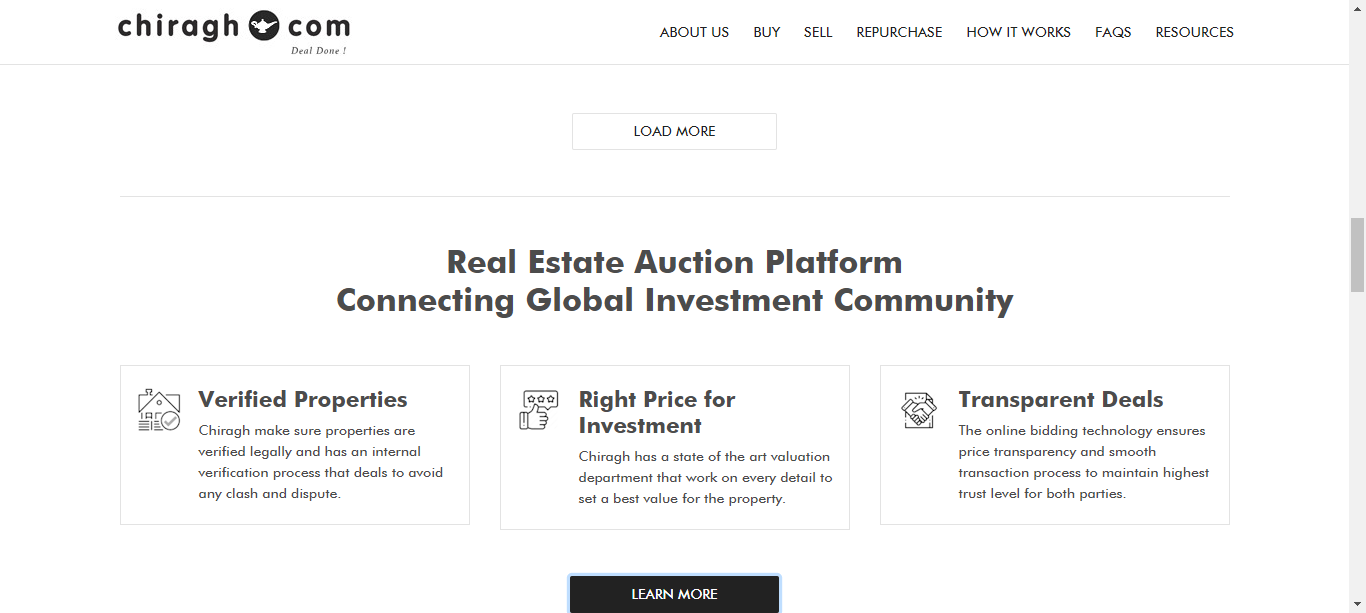 chiragh com
Deal Done !
ABOUT US BUY SELL REPURCHASE HOW IT WORKS FAQS RESOURCES
LOAD MORE
Real Estate Auction Platform
Connecting Global Investment Community
Verified Properties
Chiragh make sure properties are
verified legally and has an internal
verification process that deals to avoid
any clash and dispute.
Right Price for
Investment
Chiragh has a state of the art valuation
department that work on every detail to
set a best value for the property.
Transparent Deals
The online bidding technology ensures
price transparency and smooth
transaction process to maintain highest
trust level for both parties.
LEARN MORE